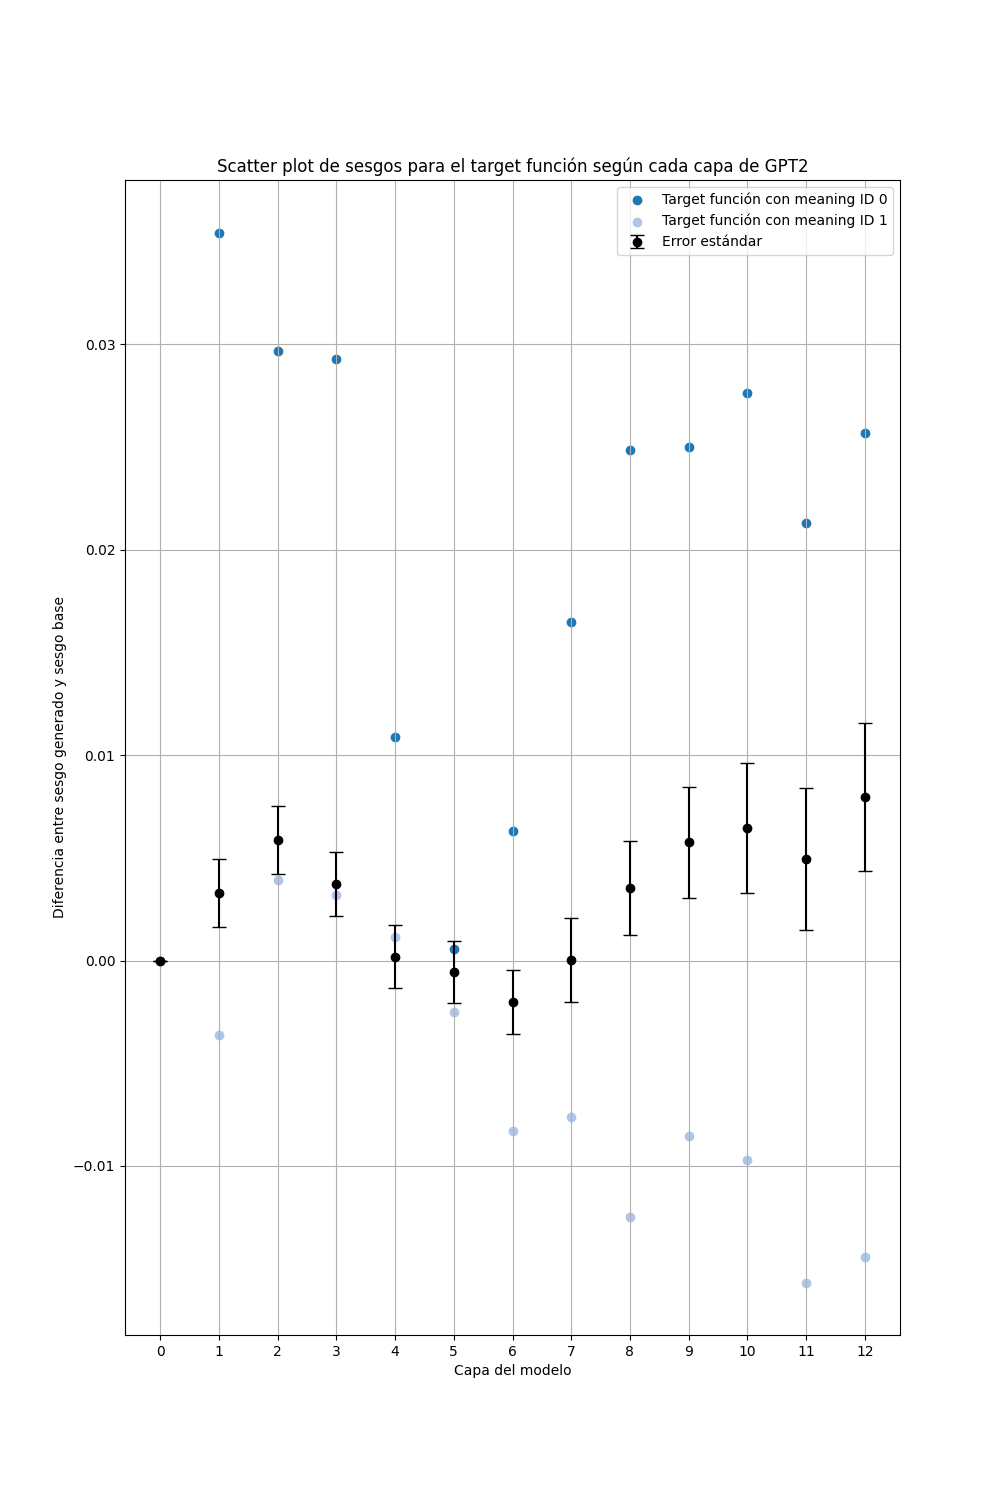 Scatter plot de sesgos para el target función según cada capa de GPT2
Target función con meaning ID 0
Target función con meaning ID 1
Error estándar
Diferencia entre sesgo generado y sesgo base
0.03
0.02
0.01
0.00
−0.01
0 1 2 3 4 5 6 7 8 9 10 11 12
Capa del modelo